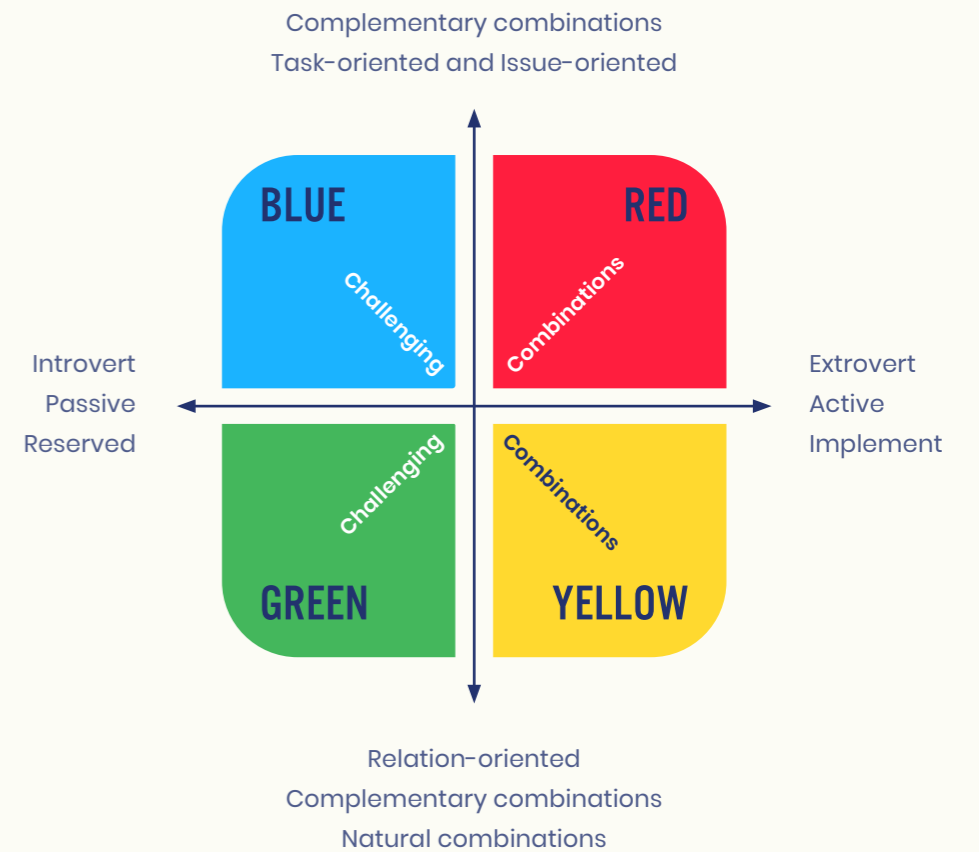 Complementary combinations
Task-oriented and Issue-oriented
BLUE
RED
Challenging
Combinations
Introvert
Passive
Reserved
Extrovert
Active
Implement
Challenging
Combinations
GREEN
YELLOW
Relation-oriented
Complementary combinations
Natural combinations